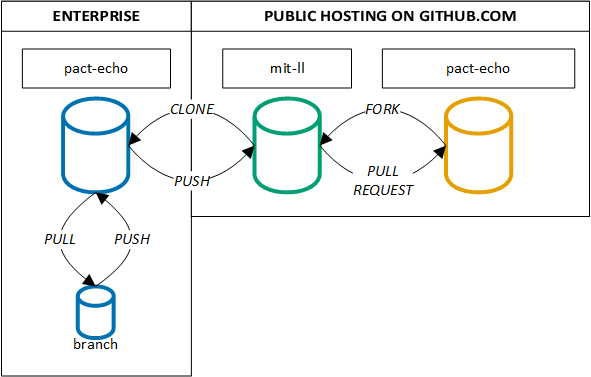 ENTERPRISE
PUBLIC HOSTING ON GITHUB.COM
pact-echo
mit-ll
pact-echo
CLONE
FORK
PUSH
PULL
REQUEST
PULL
PUSH
branch